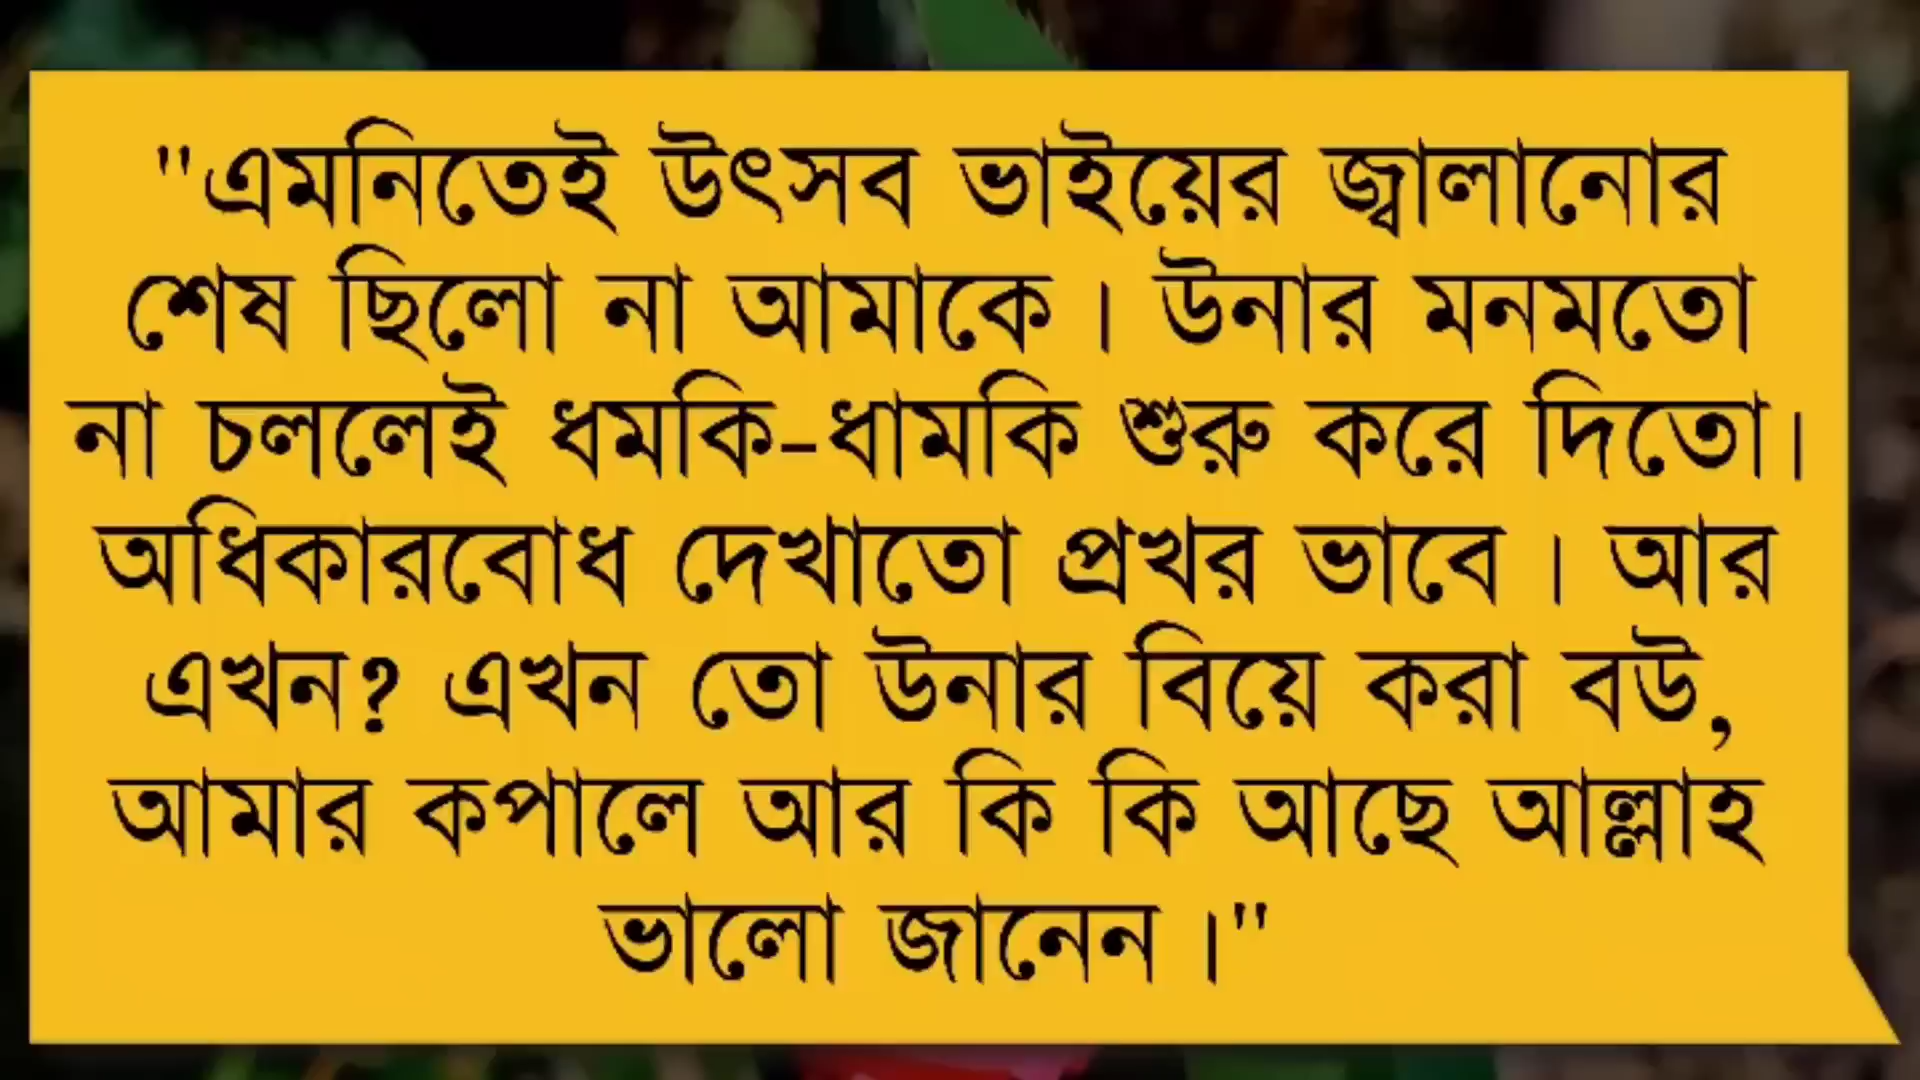 "এমনিতেই উৎসব ভাইয়ের জ্বালানোর
শেষ ছিলো না আমাকে । উনার মনমতো
না চললেই ধমকি-ধামকি শুরু করে দিতো।
অধিকারবোধ দেখাতো প্রখর ভাবে । আর
এখন? এখন তো উনার বিয়ে করা বউ,
আমার কপালে আর কি কি আছে আল্লাহ
ভালো জানেন ।"